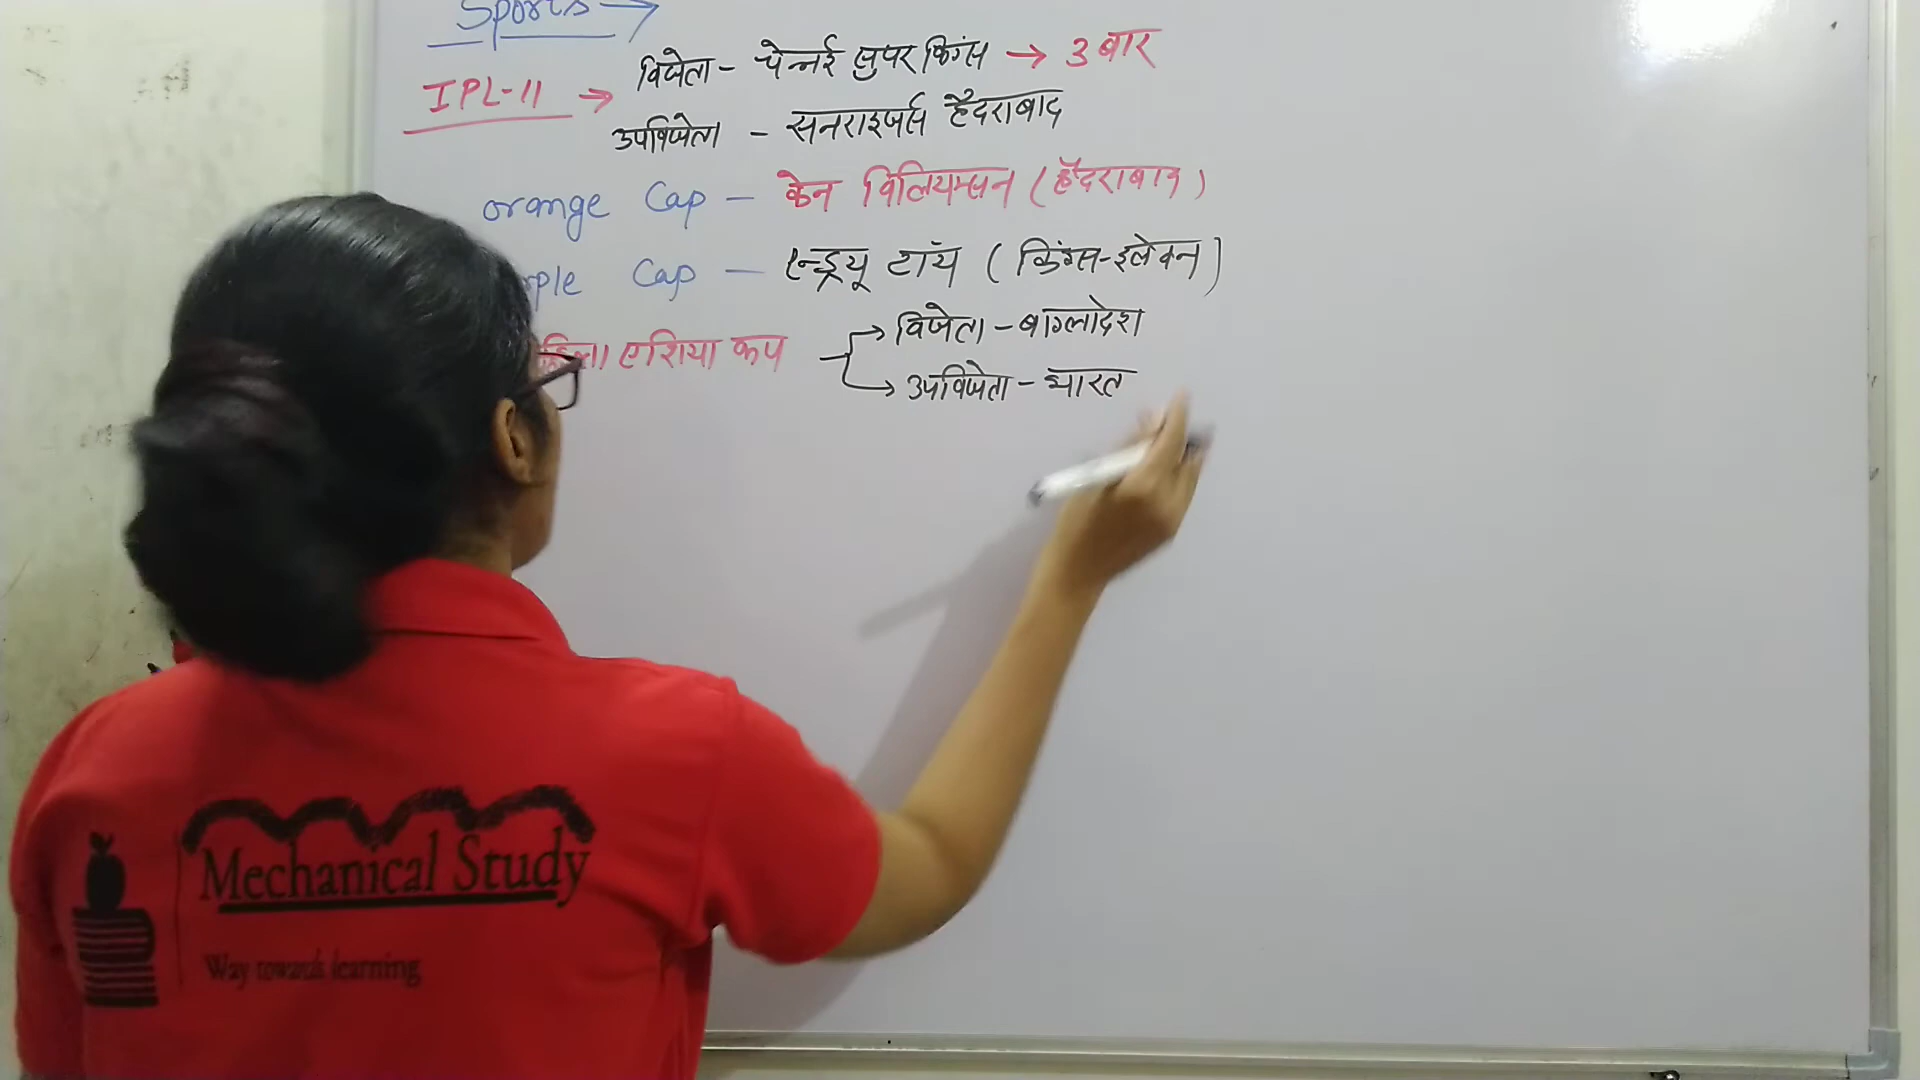 Sports →
IPL-11 → विजेता - चेन्नई सुपर किंग्स → 3 बार
उपविजेता - सनराइजर्स हैदराबाद
orange Cap - केन विलियम्सन (हैदराबाद)
ple Cap - एन्ड्रयू टॉय (किंग्स-इलेवन)
एशिया कप → विजेता - बांग्लादेश
→ उपविजेता - भारत
Mechanical Study
Way towards learning